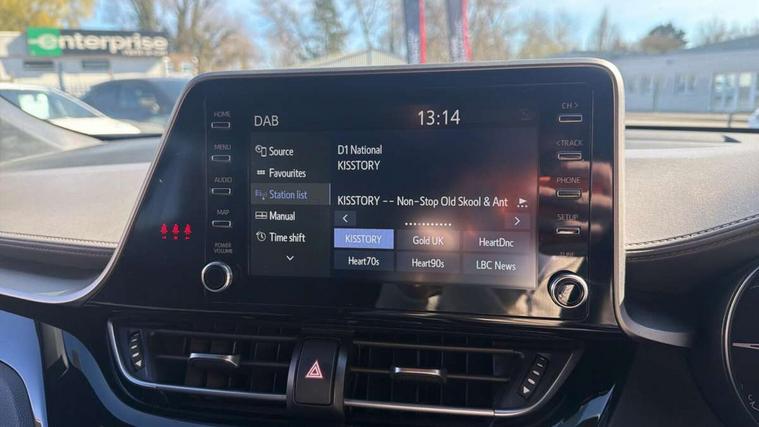 enterprise
HOME
MENU
AUDIO
MAP
POWER
VOLUME
DAB
13:14
Source
Favourites
Station list
Manual
Time shift
D1 National
KISSTORY
KISSTORY -- Non-Stop Old Skool & Ant
KISSTORY
Gold UK
HeartDnc
Heart70s
Heart90s
LBC News
CH >
< TRACK
PHONE
SETUP
TUNE